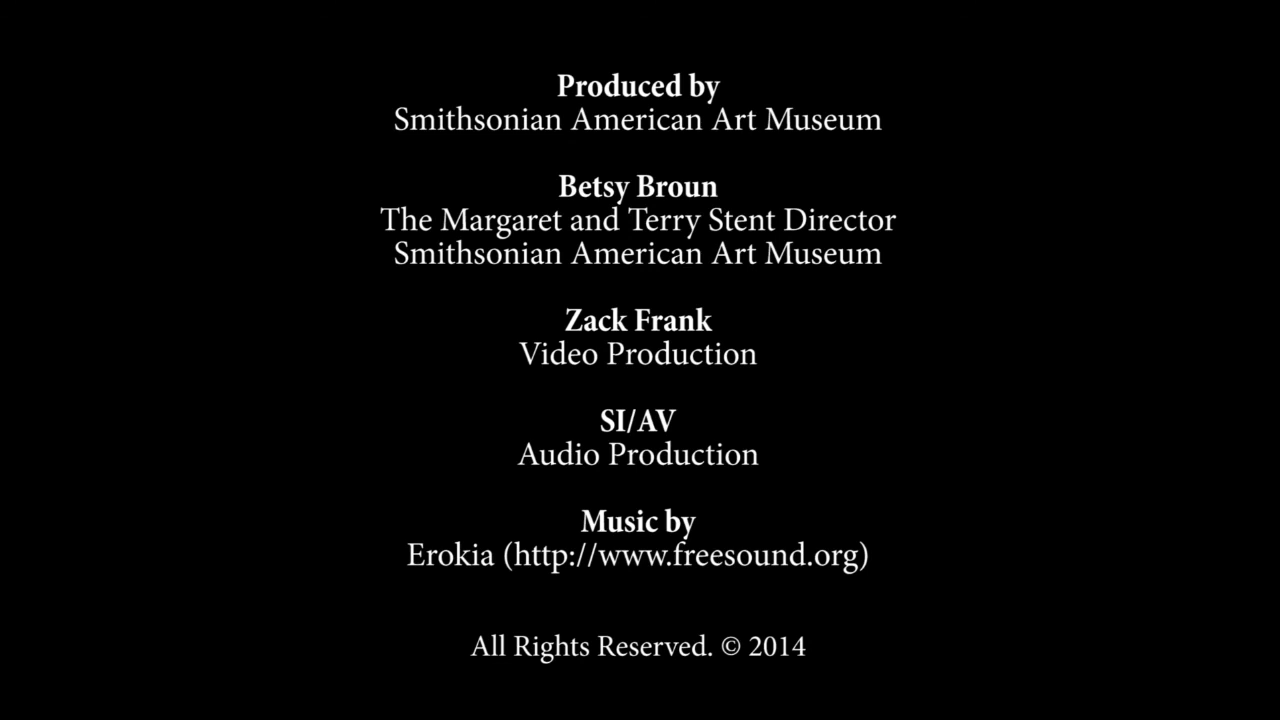 Produced by
Smithsonian American Art Museum
Betsy Broun
The Margaret and Terry Stent Director
Smithsonian American Art Museum
Zack Frank
Video Production
SI/AV
Audio Production
Music by
Erokia (http://www.freesound.org)
All Rights Reserved. © 2014